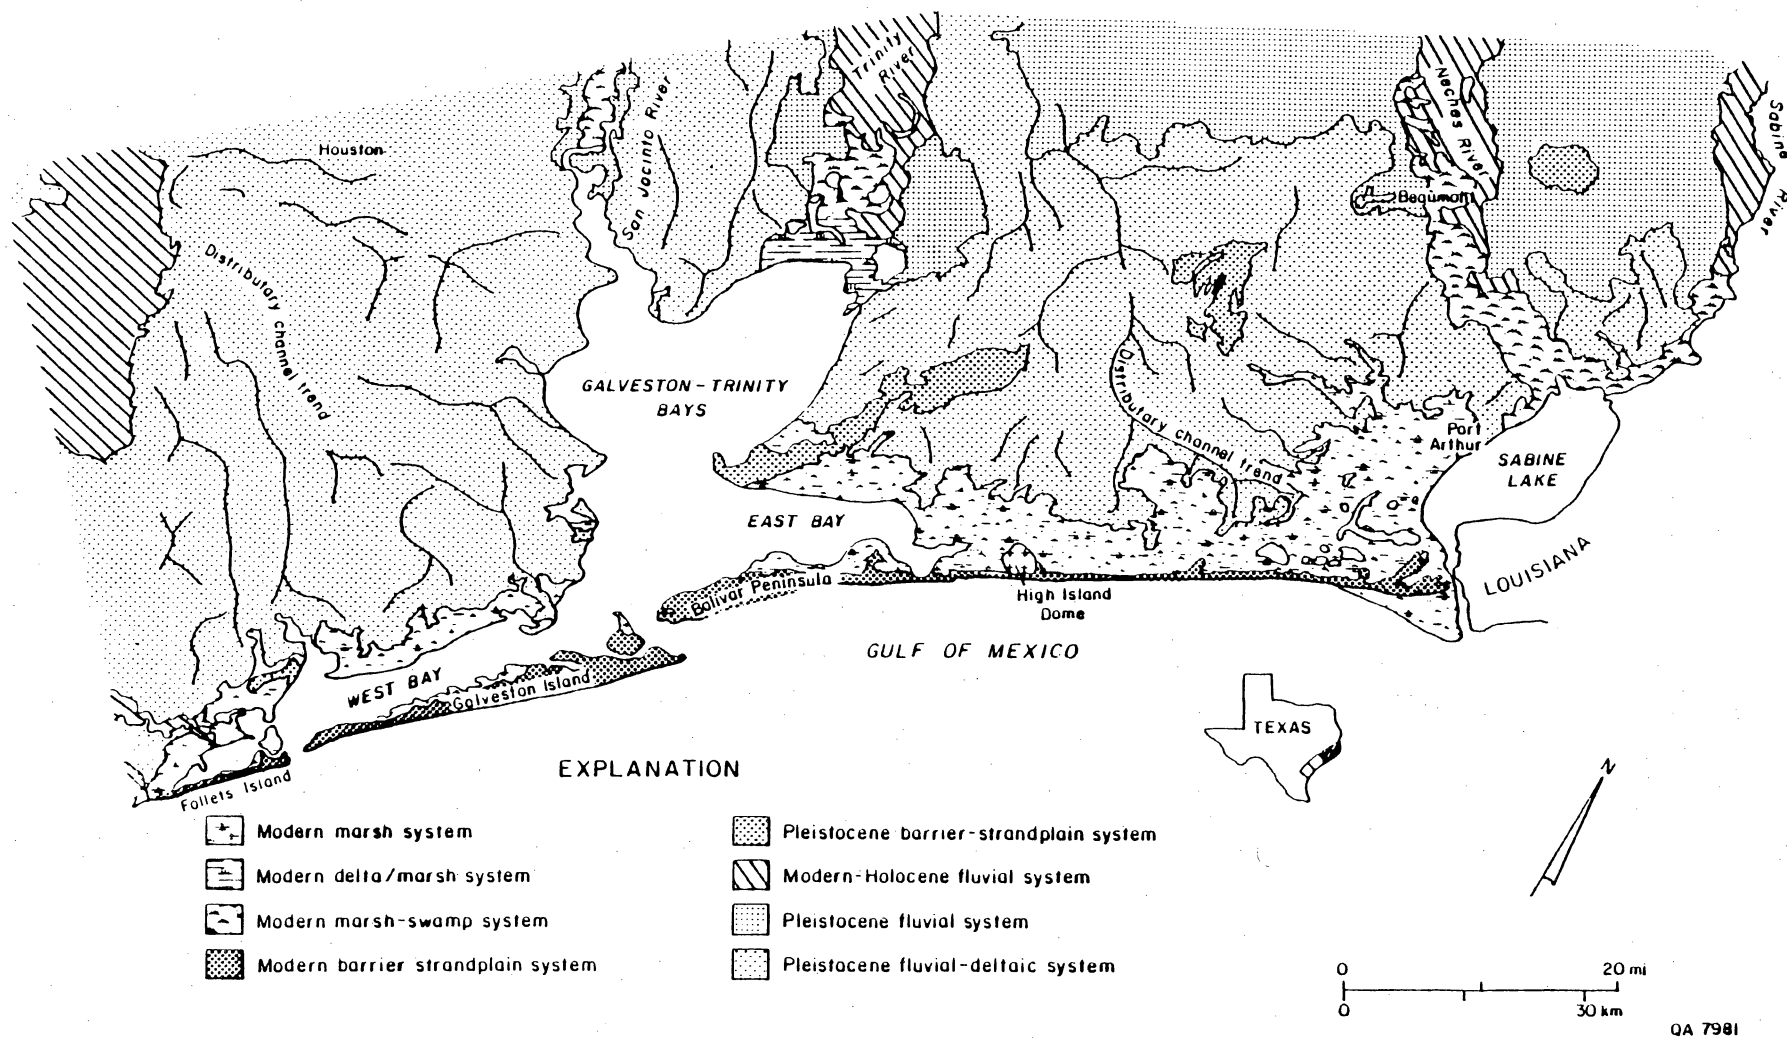 Trinity
River
Neches River
Sabine River
San Jacinto River
Houston
Beaumont
Distributary channel trend
GALVESTON-TRINITY
BAYS
Distributary channel trend
Port
Arthur
SABINE
LAKE
EAST BAY
LOUISIANA
Bolivar Peninsula
High Island
Dome
GULF OF MEXICO
WEST BAY
Galveston Island
Follets Island
TEXAS
N
EXPLANATION
Modern marsh system
Modern delta/marsh system
Modern marsh-swamp system
Modern barrier strandplain system
Pleistocene barrier-strandplain system
Modern-Holocene fluvial system
Pleistocene fluvial system
Pleistocene fluvial-deltaic system
0 20 mi
0 30 km
QA 7981